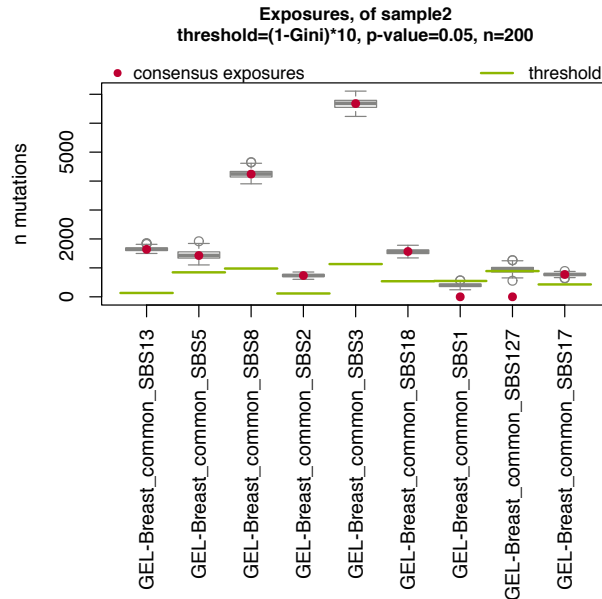 Exposures, of sample2
threshold=(1-Gini)*10, p-value=0.05, n=200
consensus exposures
threshold
n mutations
5000
2000
0
GEL-Breast_common_SBS13
GEL-Breast_common_SBS5
GEL-Breast_common_SBS8
GEL-Breast_common_SBS2
GEL-Breast_common_SBS3
GEL-Breast_common_SBS18
GEL-Breast_common_SBS1
GEL-Breast_common_SBS127
GEL-Breast_common_SBS17